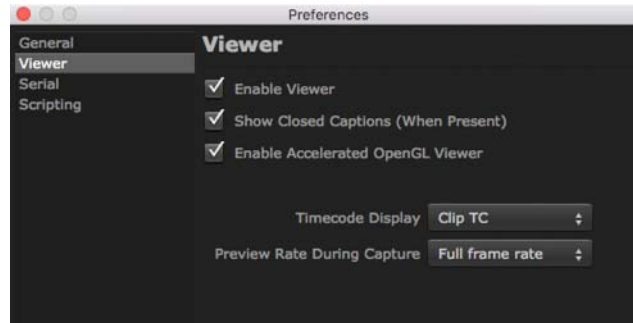 Preferences
General
Viewer
Serial
Scripting
Viewer
Enable Viewer
Show Closed Captions (When Present)
Enable Accelerated OpenGL Viewer
Timecode Display Clip TC
Preview Rate During Capture Full frame rate